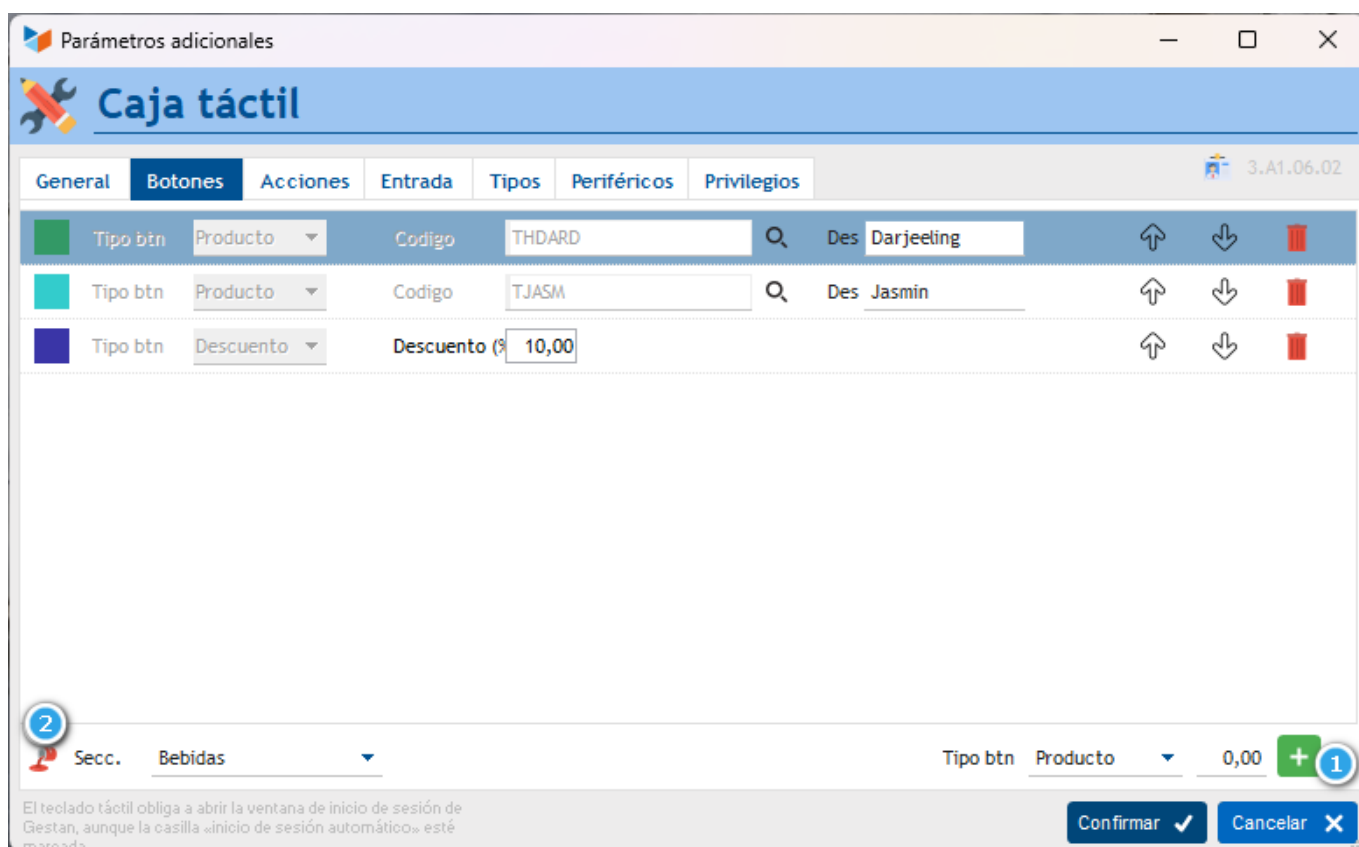 Parámetros adicionales
Caja táctil
General Botones Acciones Entrada Tipos Periféricos Privilegios 3.A1.06.02
Tipo btn Producto Codigo THDARD Des Darjeeling
Tipo btn Producto Codigo TJASM Des Jasmin
Tipo btn Descuento Descuento (% 10,00
2
Secc. Bebidas Tipo btn Producto 0,00 + 1
El teclado táctil obliga a abrir la ventana de inicio de sesión de
Gestan, aunque la casilla «inicio de sesión automático» esté
marcada
Confirmar Cancelar